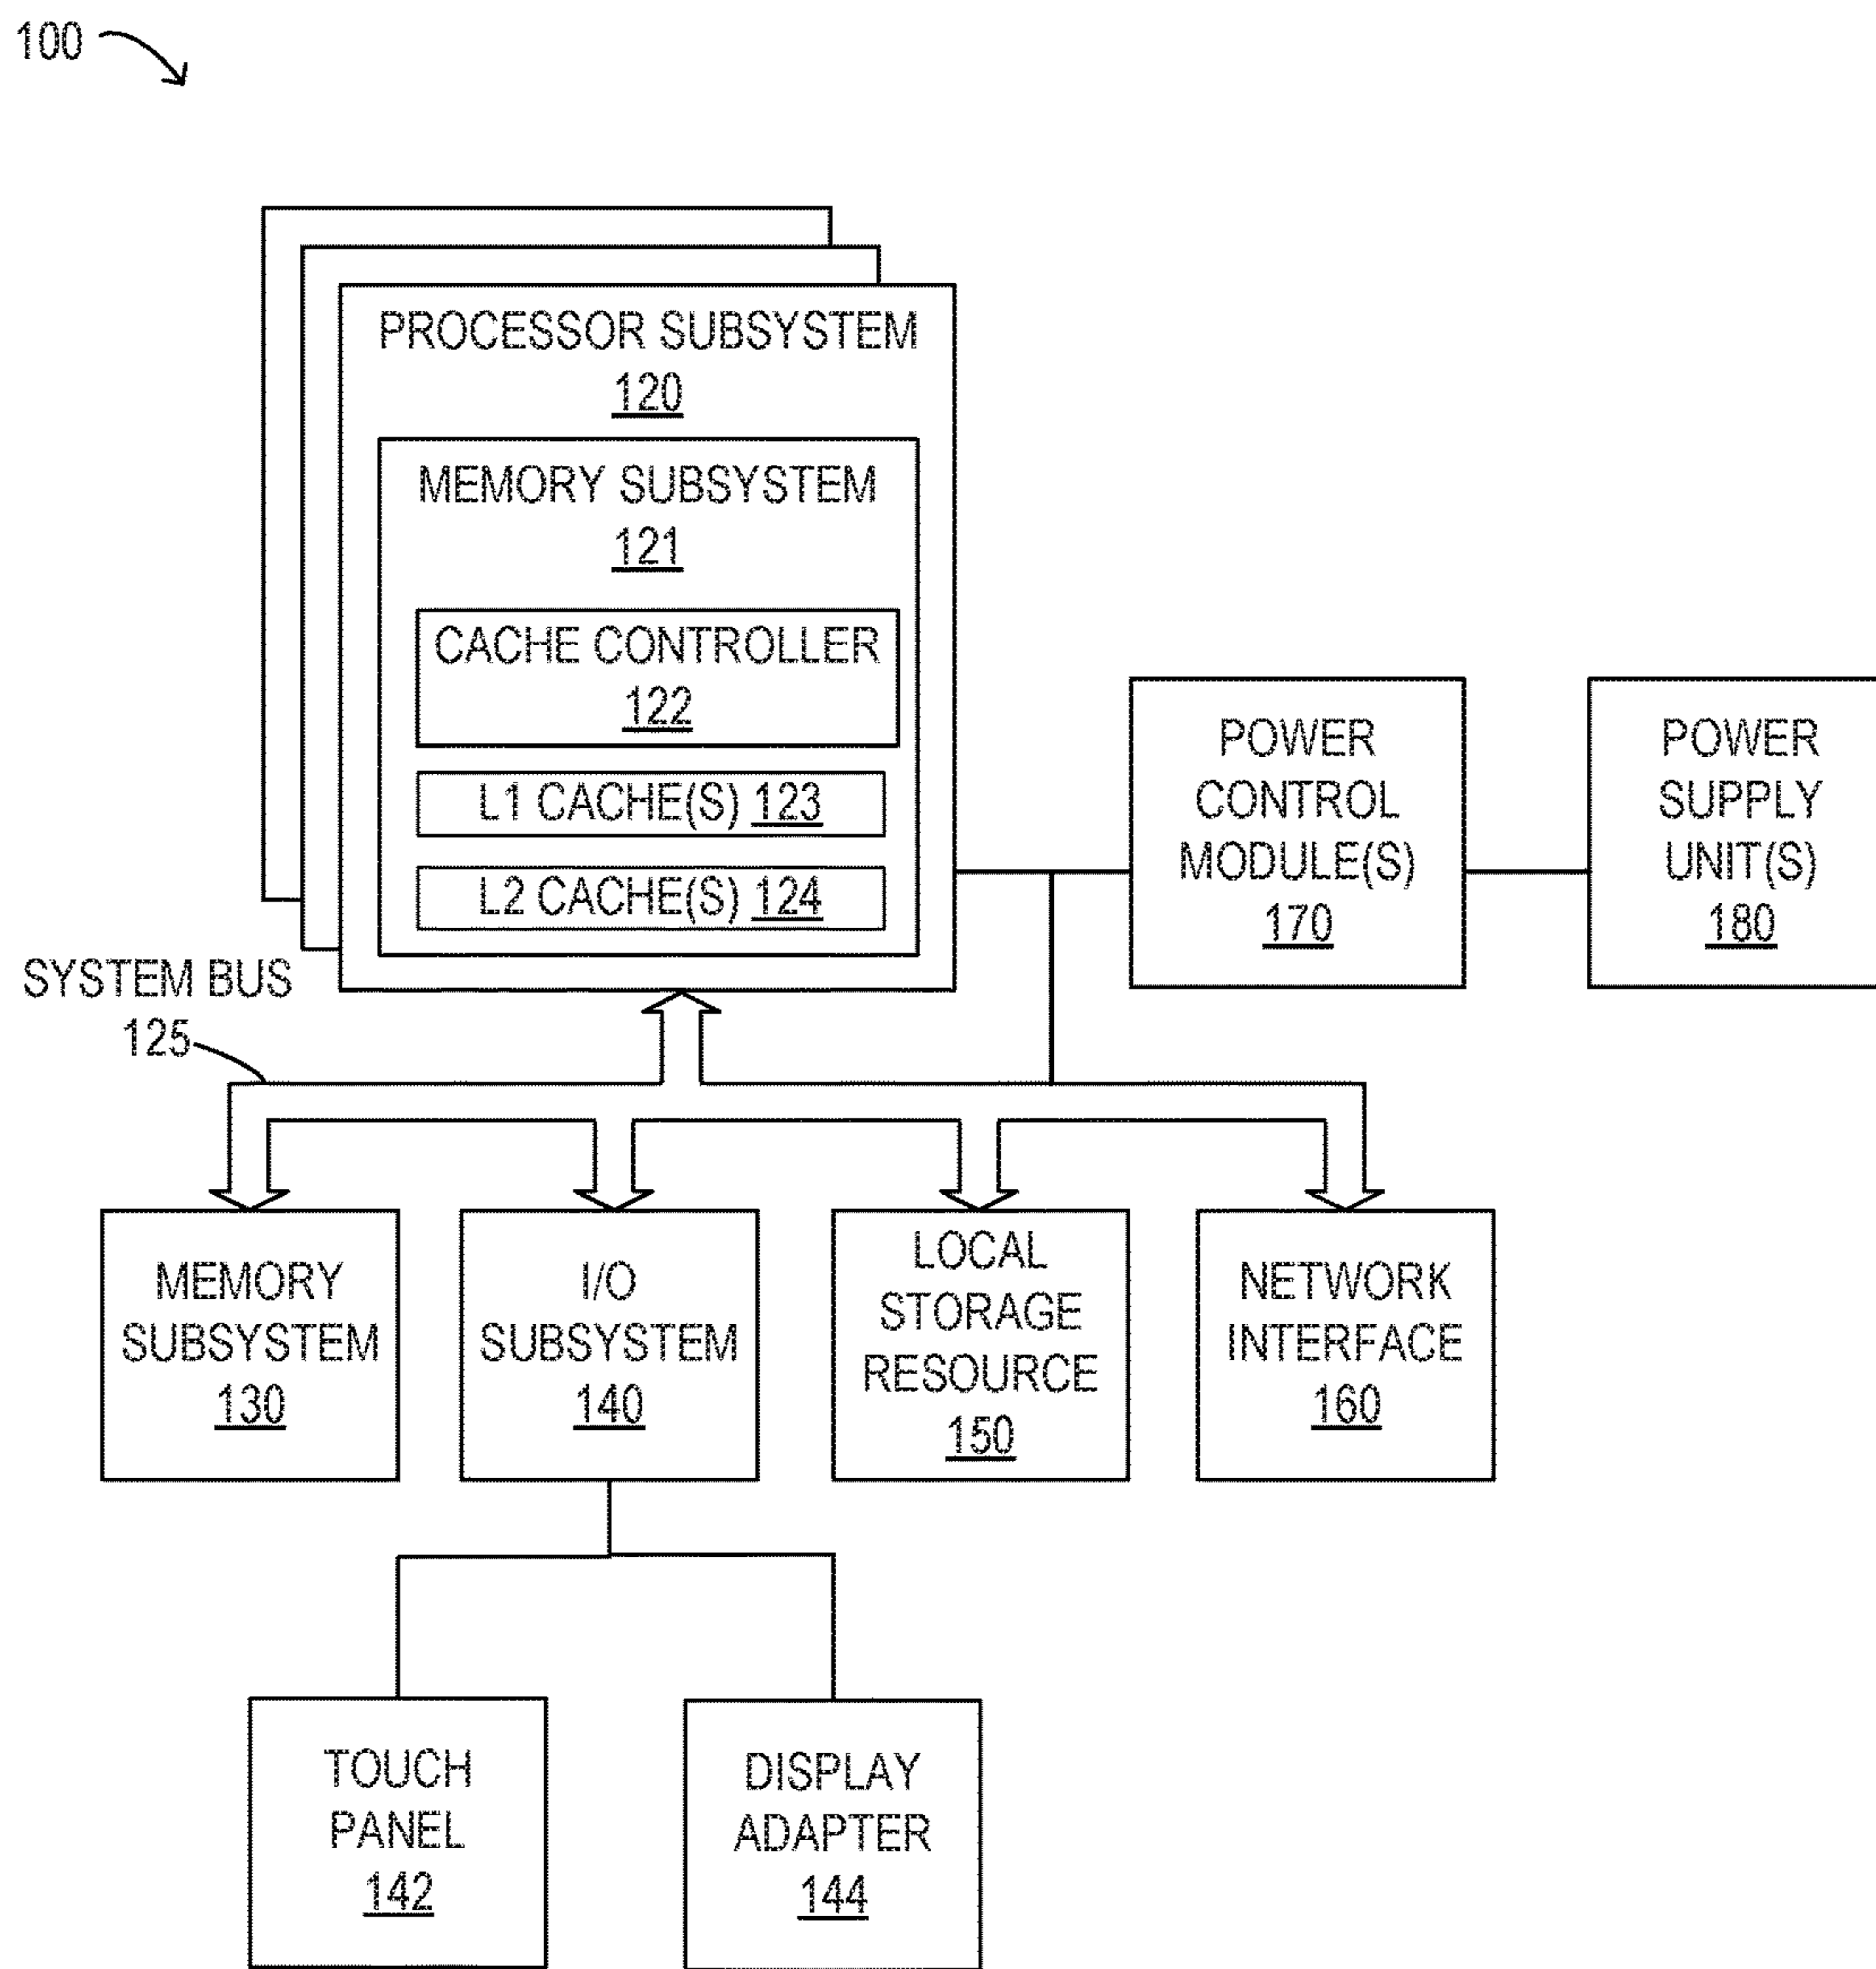 100
PROCESSOR SUBSYSTEM
120
MEMORY SUBSYSTEM
121
CACHE CONTROLLER
122
L1 CACHE(S) 123
L2 CACHE(S) 124
POWER
CONTROL
MODULE(S)
170
POWER
SUPPLY
UNIT(S)
180
SYSTEM BUS
125
MEMORY
SUBSYSTEM
130
I/O
SUBSYSTEM
140
LOCAL
STORAGE
RESOURCE
150
NETWORK
INTERFACE
160
TOUCH
PANEL
142
DISPLAY
ADAPTER
144